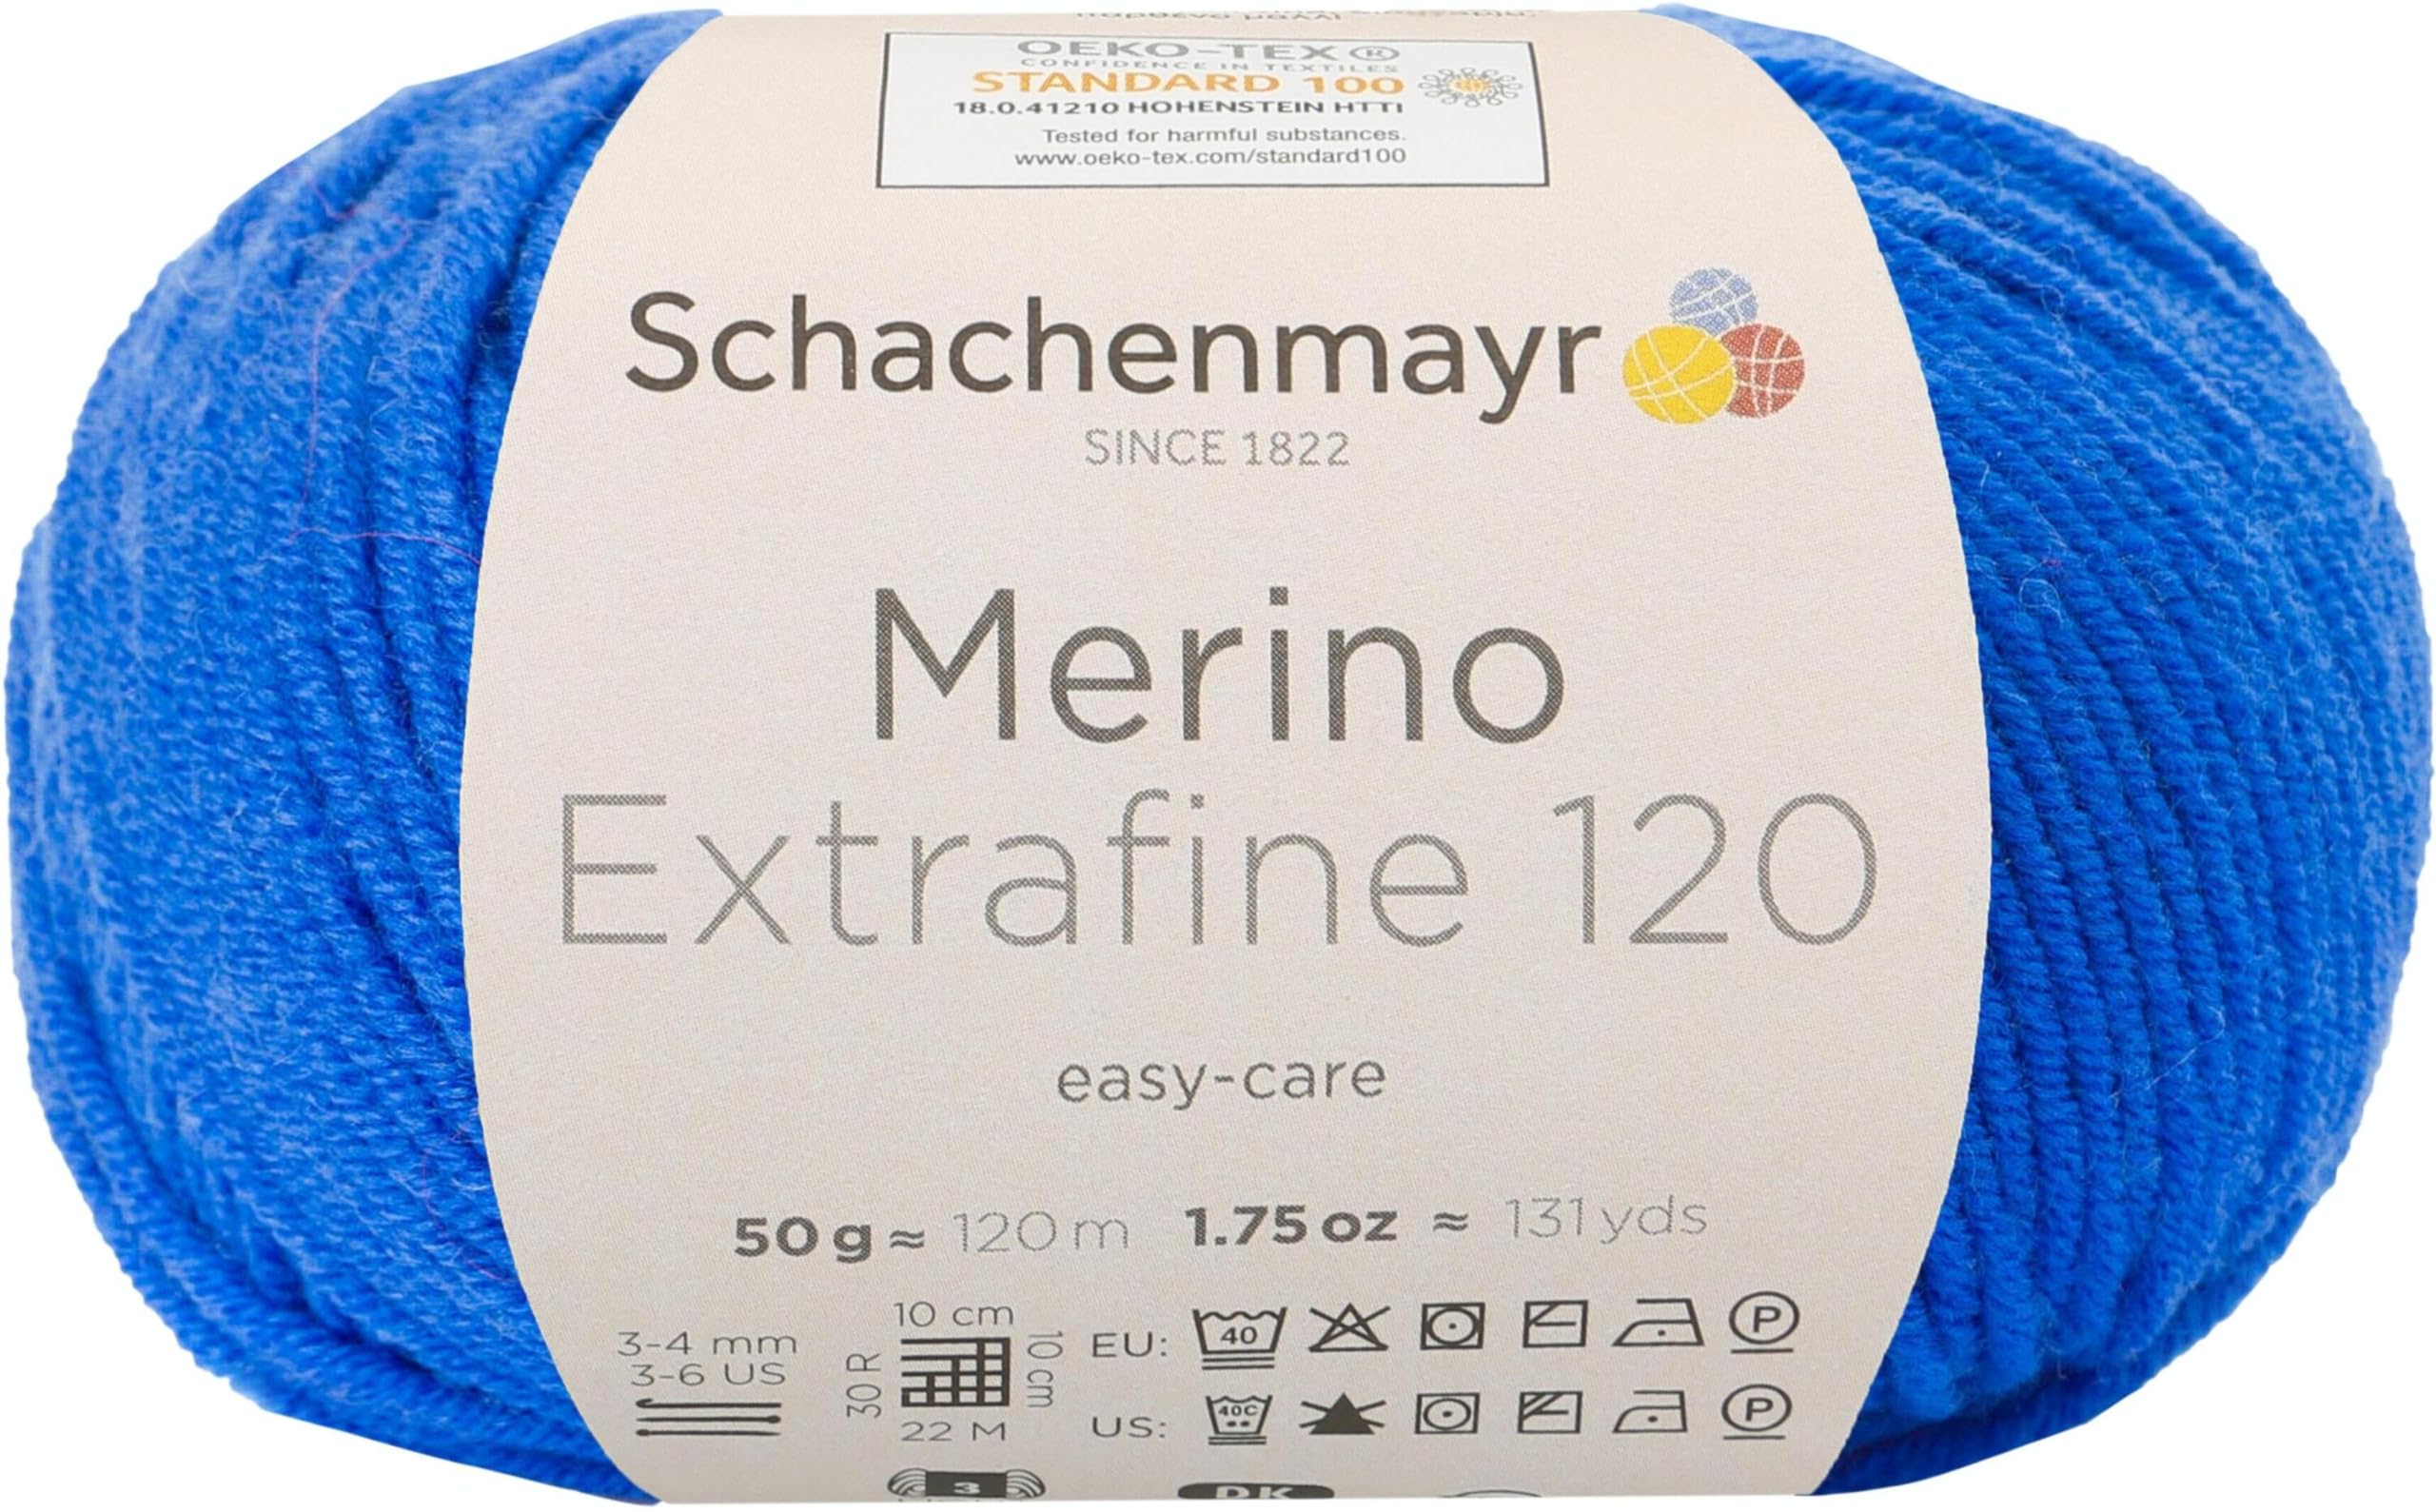 OEKO-TEX®
CONFIDENCE IN TEXTILES
STANDARD 100
18.0.41210 HOHENSTEIN HTTI
Tested for harmful substances.
www.oeko-tex.com/standard100
Schachenmayr
SINCE 1822
Merino
Extrafine 120
easy-care
50 g ≈ 120 m 1.75 oz ≈ 131 yds
3-4 mm
3-6 US
10 cm
30 R
10 cm
22 M
EU: 40 P
US: 40C P
3
DK